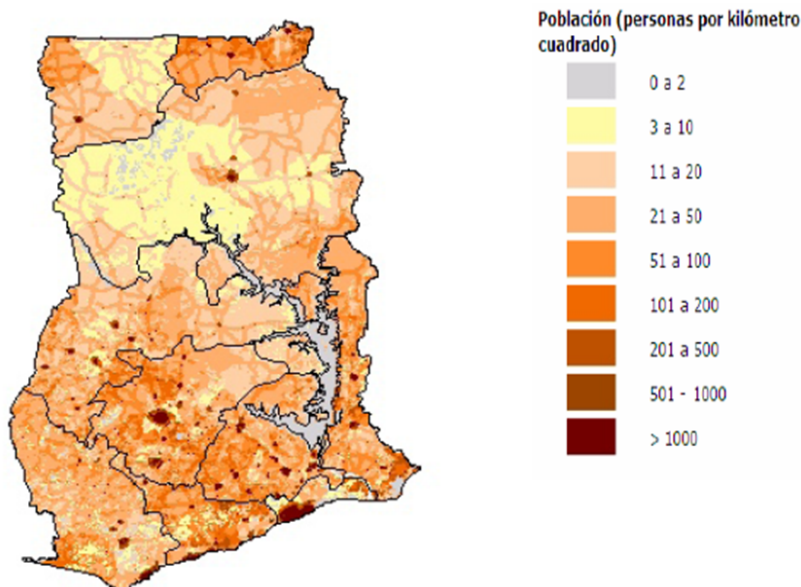 Población (personas por kilómetro
cuadrado)
0 a 2
3 a 10
11 a 20
21 a 50
51 a 100
101 a 200
201 a 500
501 - 1000
> 1000